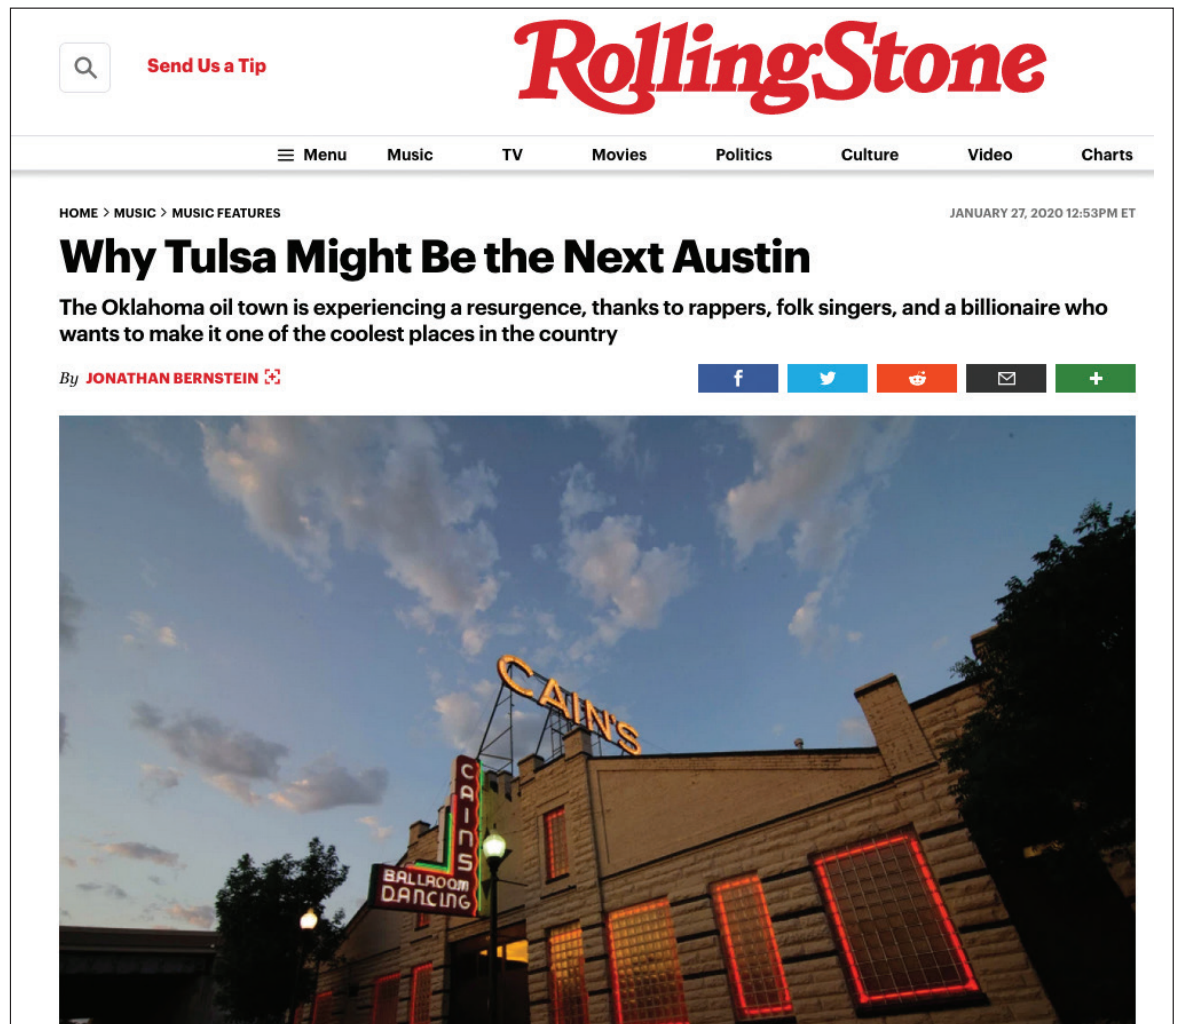 Send Us a Tip
RollingStone
Menu Music TV Movies Politics Culture Video Charts
HOME > MUSIC > MUSIC FEATURES
JANUARY 27, 2020 12:53PM ET
Why Tulsa Might Be the Next Austin
The Oklahoma oil town is experiencing a resurgence, thanks to rappers, folk singers, and a billionaire who
wants to make it one of the coolest places in the country
By JONATHAN BERNSTEIN
CAIN'S
CAINS
BALLROOM
DANCING